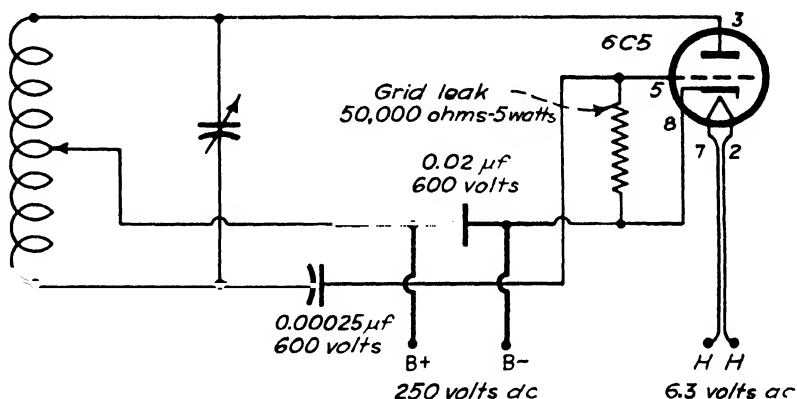 3
6C5
Grid leak
50,000 ohms-5watts
5
8
7
2
0.02 µf
600 volts
0.00025µf
600 volts
B+
B-
H H
250 volts dc
6.3 volts ac